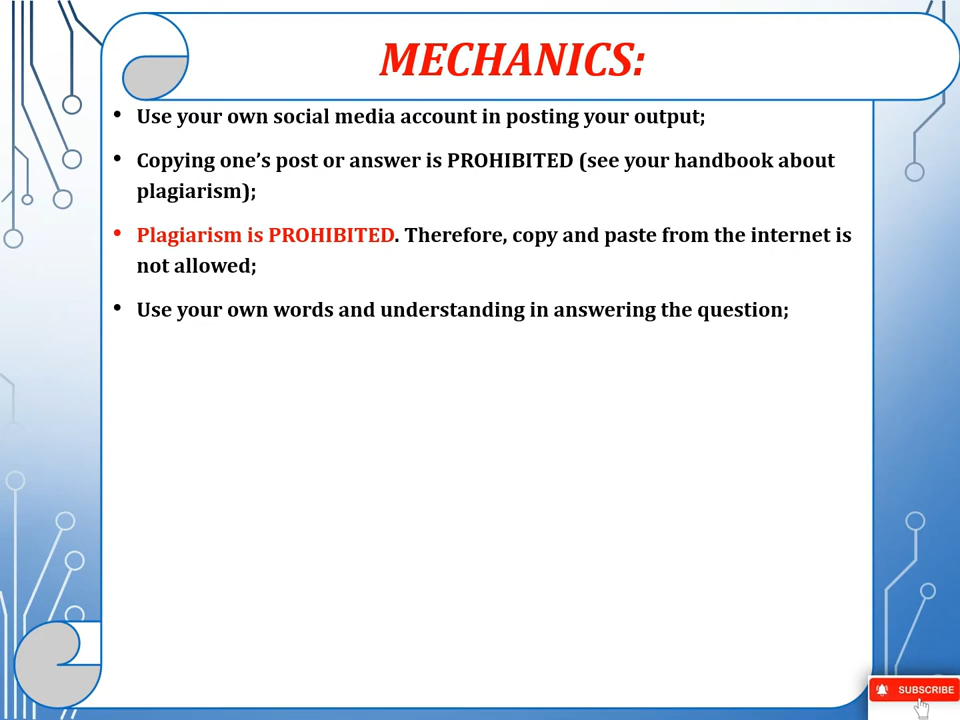 MECHANICS:
• Use your own social media account in posting your output;
• Copying one’s post or answer is PROHIBITED (see your handbook about
plagiarism);
• Plagiarism is PROHIBITED. Therefore, copy and paste from the internet is
not allowed;
• Use your own words and understanding in answering the question;
SUBSCRIBE